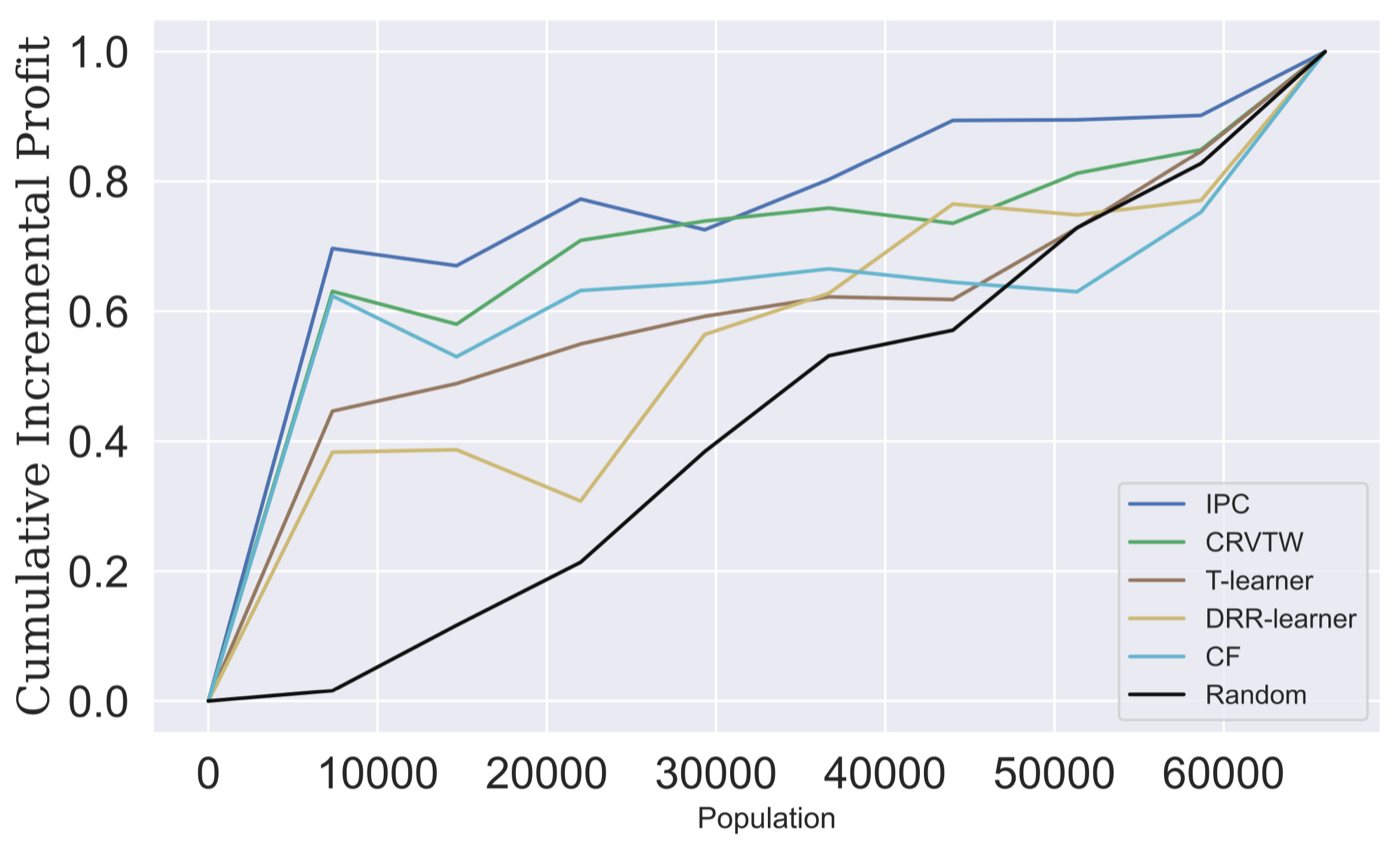 Cumulative Incremental Profit
1.0
0.8
0.6
0.4
0.2
0.0
0 10000 20000 30000 40000 50000 60000
Population
IPC
CRVTW
T-learner
DRR-learner
CF
Random